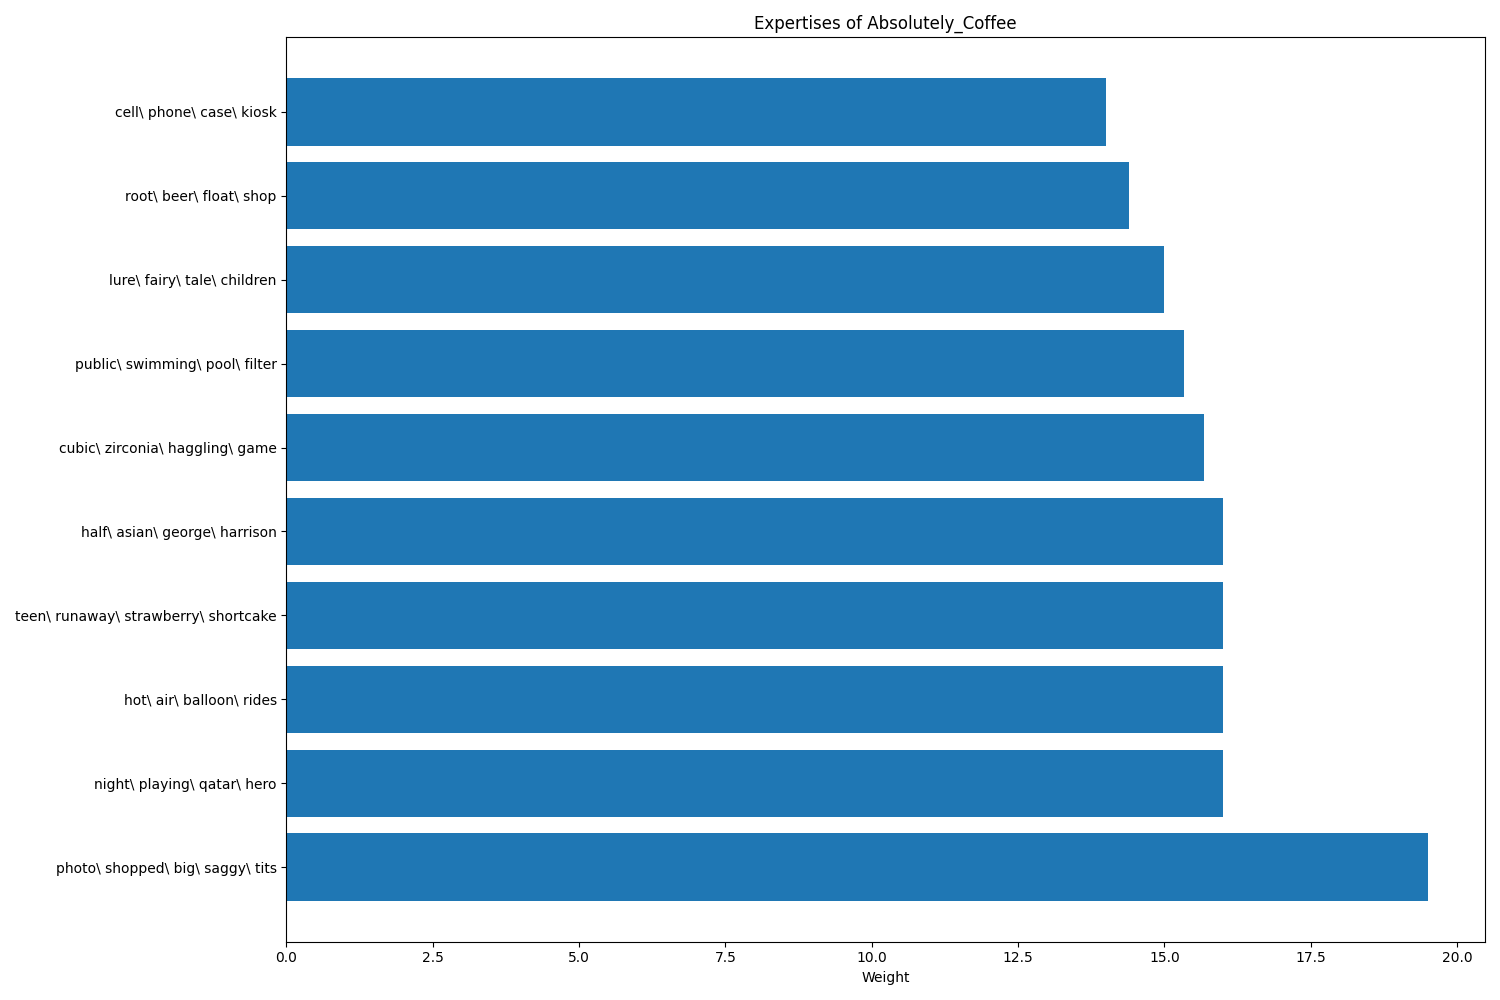 Expertises of Absolutely_Coffee
cell\ phone\ case\ kiosk
root\ beer\ float\ shop
lure\ fairy\ tale\ children
public\ swimming\ pool\ filter
cubic\ zirconia\ haggling\ game
half\ asian\ george\ harrison
teen\ runaway\ strawberry\ shortcake
hot\ air\ balloon\ rides
night\ playing\ qatar\ hero
photo\ shopped\ big\ saggy\ tits
0.0 2.5 5.0 7.5 10.0 12.5 15.0 17.5 20.0
Weight